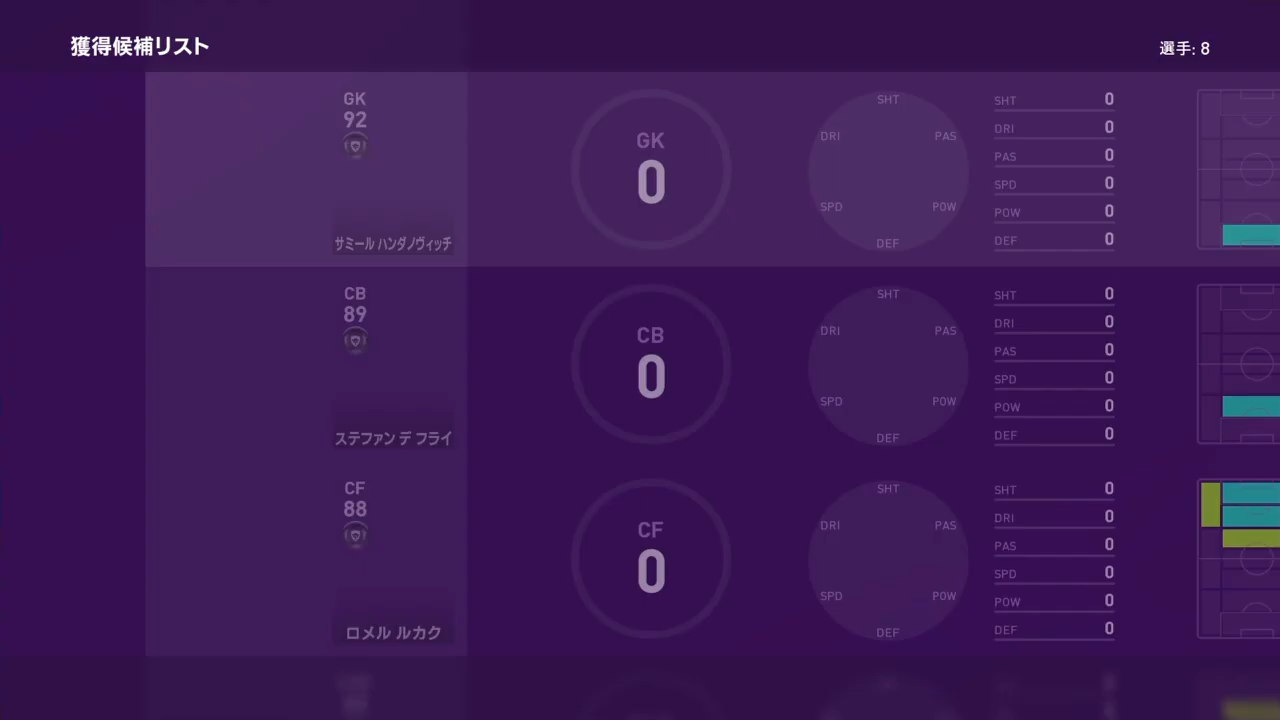 獲得候補リスト
選手: 8
GK
92
サミール ハンダノヴィッチ
GK
0
SHT
DRI
PAS
SPD
POW
DEF
SHT 0
DRI 0
PAS 0
SPD 0
POW 0
DEF 0
CB
89
ステファン デ フライ
CB
0
SHT
DRI
PAS
SPD
POW
DEF
SHT 0
DRI 0
PAS 0
SPD 0
POW 0
DEF 0
CF
88
ロメル ルカク
CF
0
SHT
DRI
PAS
SPD
POW
DEF
SHT 0
DRI 0
PAS 0
SPD 0
POW 0
DEF 0